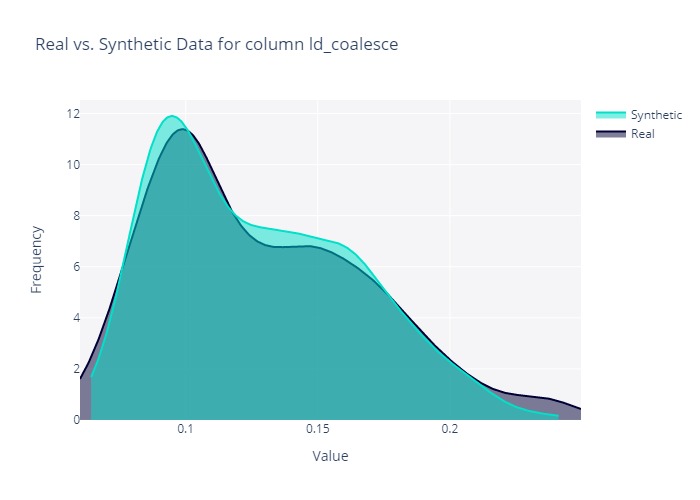 Real vs. Synthetic Data for column ld_coalesce
Synthetic
Real
Frequency
12
10
8
6
4
2
0
0.1
0.15
0.2
Value